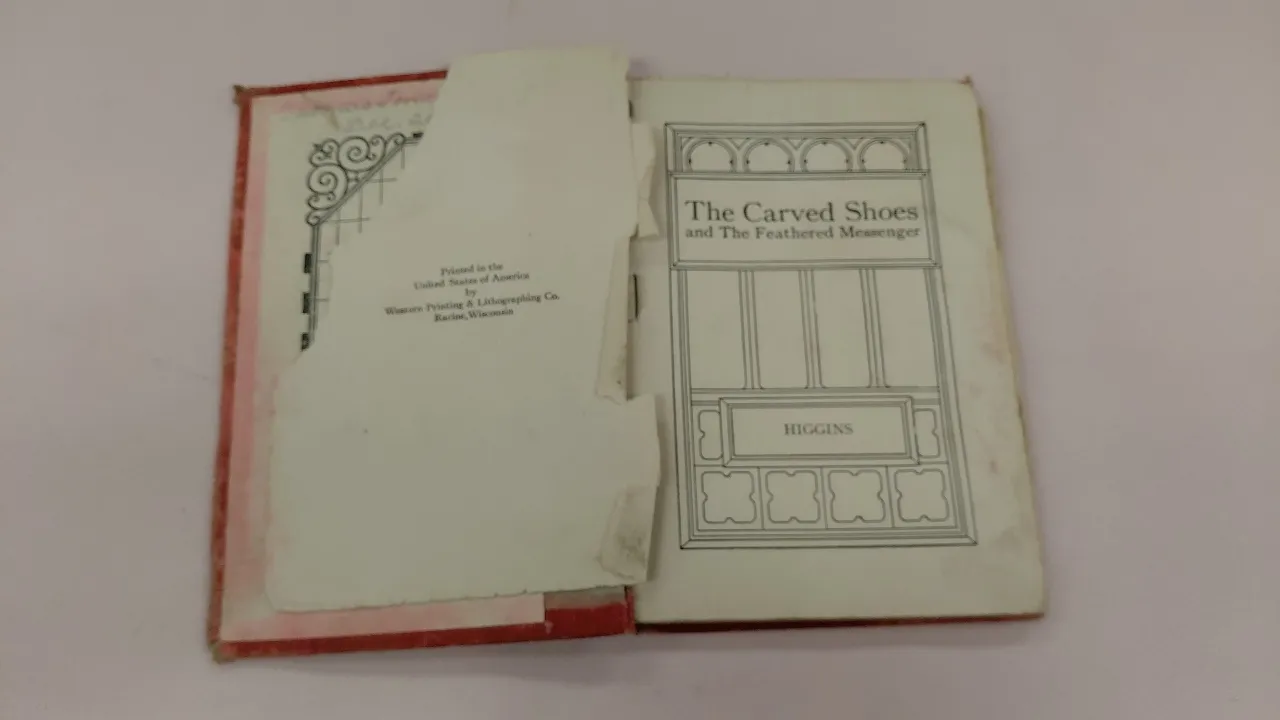 Printed in the
United States of America
by
Western Printing & Lithographing Co.
Racine, Wisconsin
The Carved Shoes
and The Feathered Messenger
HIGGINS